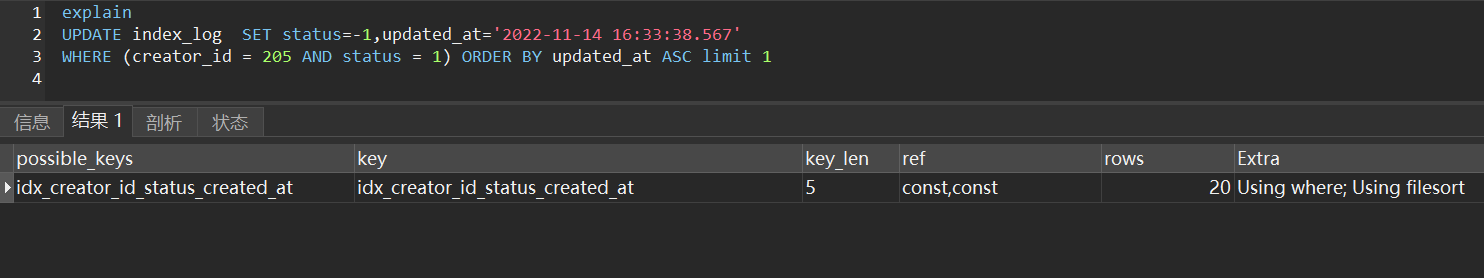 1 explain
2 UPDATE index_log  SET status=-1,updated_at='2022-11-14 16:33:38.567'
3 WHERE (creator_id = 205 AND status = 1) ORDER BY updated_at ASC limit 1
4
信息 结果 1 剖析 状态
possible_keys key key_len ref rows Extra
idx_creator_id_status_created_at idx_creator_id_status_created_at 5 const,const 20 Using where; Using filesort